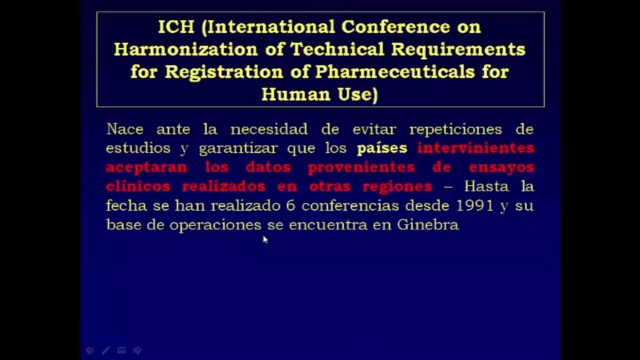 ICH (International Conference on
Harmonization of Technical Requirements
for Registration of Pharmeceuticals for
Human Use)
Nace ante la necesidad de evitar repeticiones de
estudios y garantizar que los países intervinientes
aceptaran los datos provenientes de ensayos
clínicos realizados en otras regiones – Hasta la
fecha se han realizado 6 conferencias desde 1991 y su
base de operaciones se encuentra en Ginebra